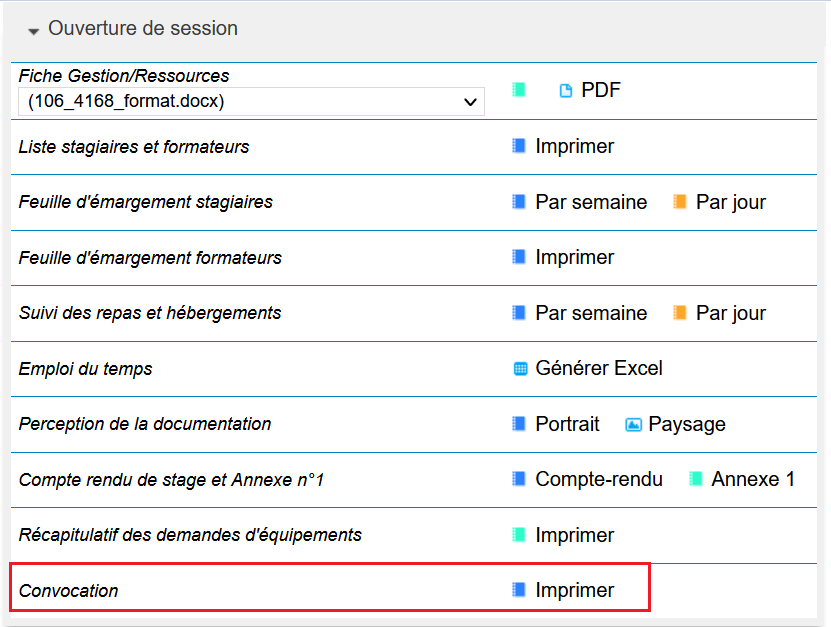 Ouverture de session
Fiche Gestion/Ressources
(106_4168_format.docx) PDF
Liste stagiaires et formateurs Imprimer
Feuille d'émargement stagiaires Par semaine Par jour
Feuille d'émargement formateurs Imprimer
Suivi des repas et hébergements Par semaine Par jour
Emploi du temps Générer Excel
Perception de la documentation Portrait Paysage
Compte rendu de stage et Annexe n°1 Compte-rendu Annexe 1
Récapitulatif des demandes d'équipements Imprimer
Convocation Imprimer